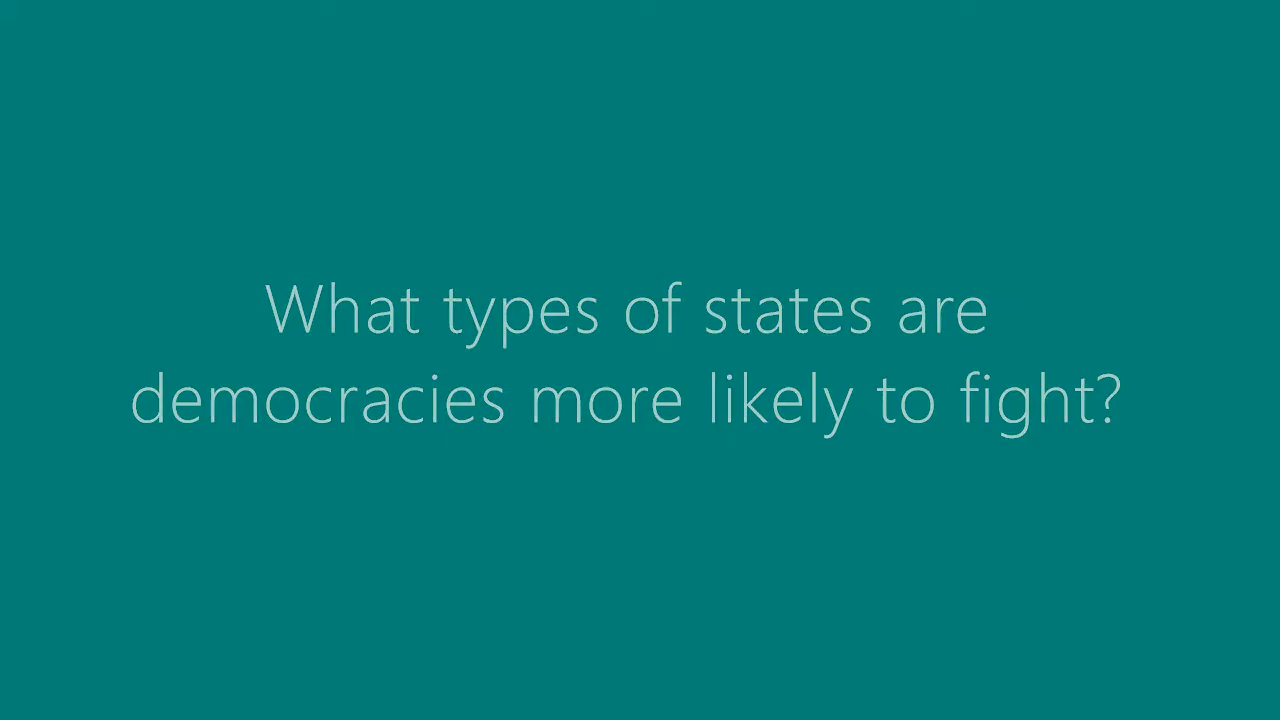 What types of states are
democracies more likely to fight?